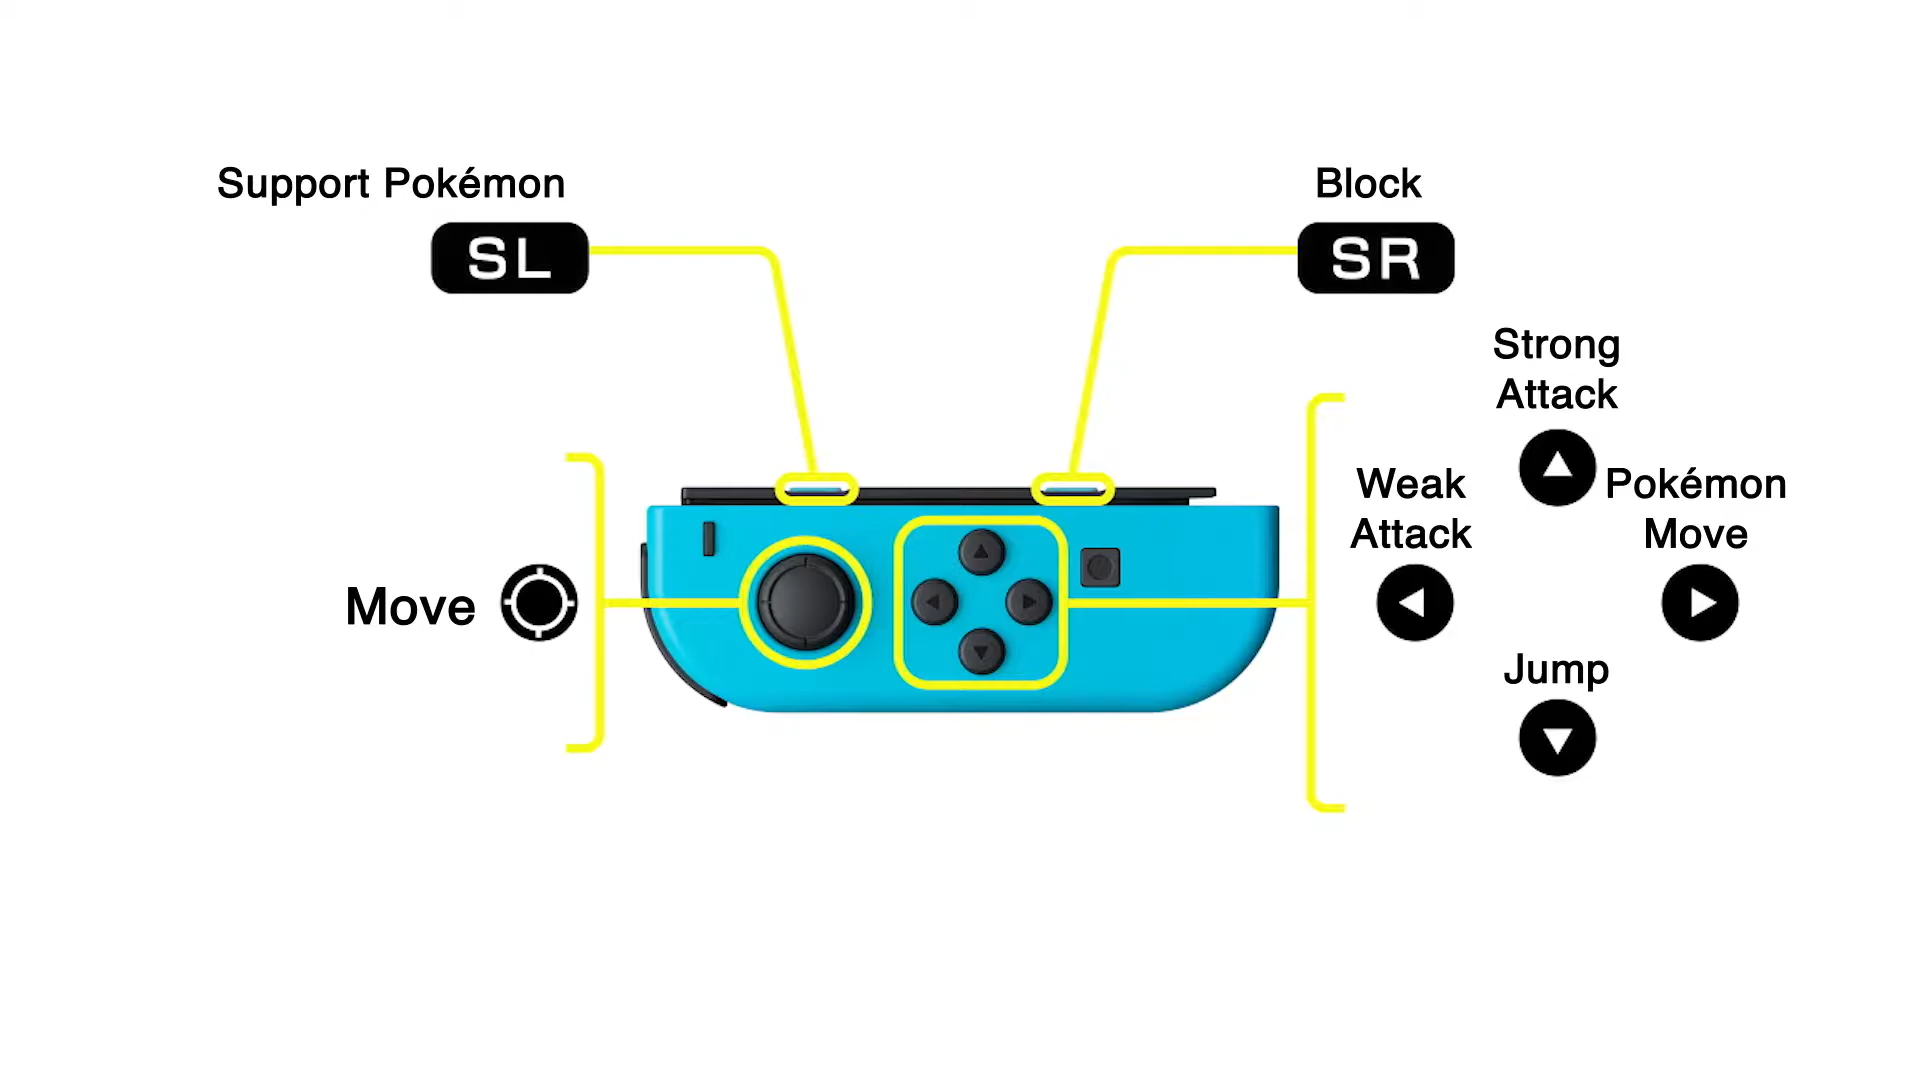 Support Pokémon
SL
Block
SR
Strong
Attack
Weak
Attack
Pokémon
Move
Move
Jump